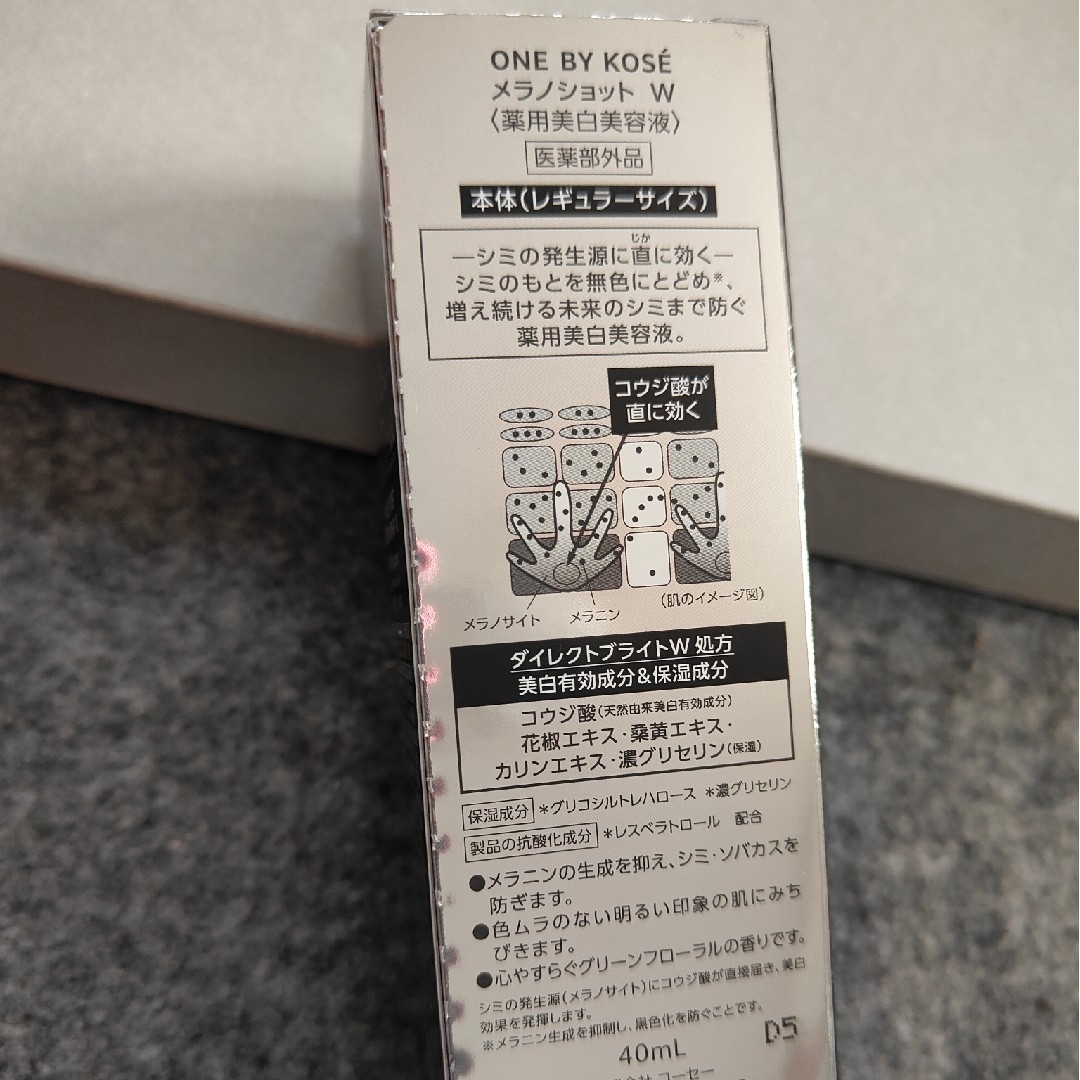 ONE BY KOSÉ
メラノショット W
〈薬用美白美容液〉
医薬部外品
本体(レギュラーサイズ)
じか
―シミの発生源に直に効く―
シミのもとを無色にとどめ※、
増え続ける未来のシミまで防ぐ
薬用美白美容液。
コウジ酸が
直に効く
メラノサイト メラニン (肌のイメージ図)
ダイレクトブライトW 処方
美白有効成分&保湿成分
コウジ酸(天然由来美白有効成分)
花椒エキス・桑黄エキス・
カリンエキス・濃グリセリン(保湿)
保湿成分 *グリコシルトレハロース *濃グリセリン
製品の抗酸化成分 *レスベラトロール 配合
●メラニンの生成を抑え、シミ・ソバカスを
防ぎます。
●色ムラのない明るい印象の肌にみち
びきます。
●心やすらぐグリーンフローラルの香りです。
シミの発生源(メラノサイト)にコウジ酸が直接届き、美白
効果を発揮します。
※メラニン生成を抑制し、黒色化を防ぐことです。
40mL
D5
コーセー